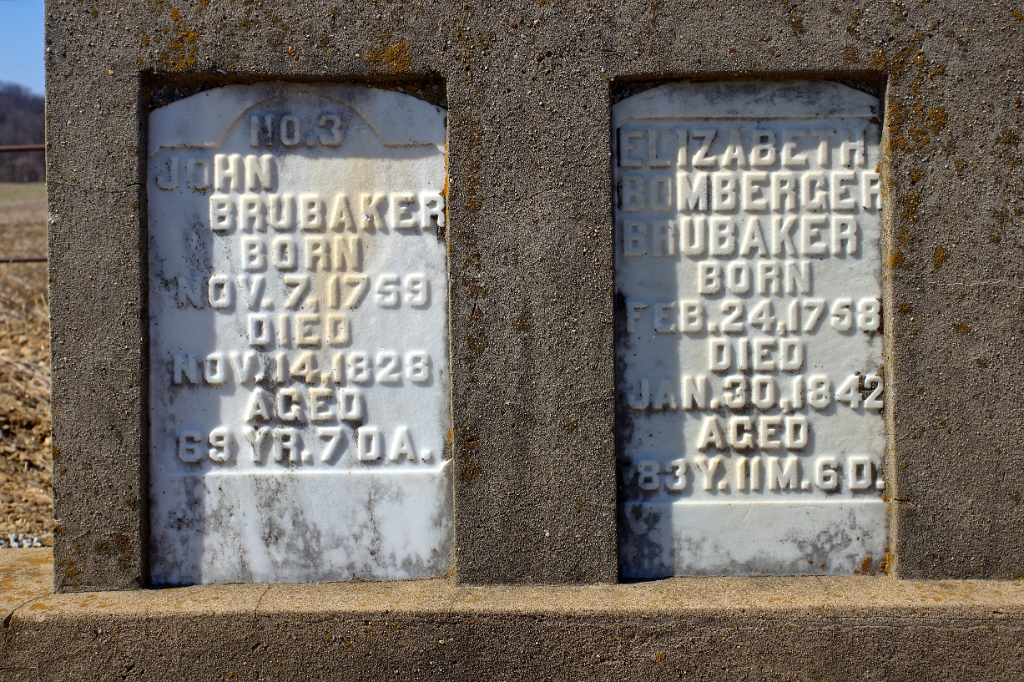 NO. 3
JOHN
BRUBAKER
BORN
NOV. 7, 1759
DIED
NOV. 14, 1828
AGED
69 YR. 7 DA.
ELIZABETH
BOMBERGER
BRUBAKER
BORN
FEB. 24, 1758
DIED
JAN. 30, 1842
AGED
83 Y. 11 M. 6 D.